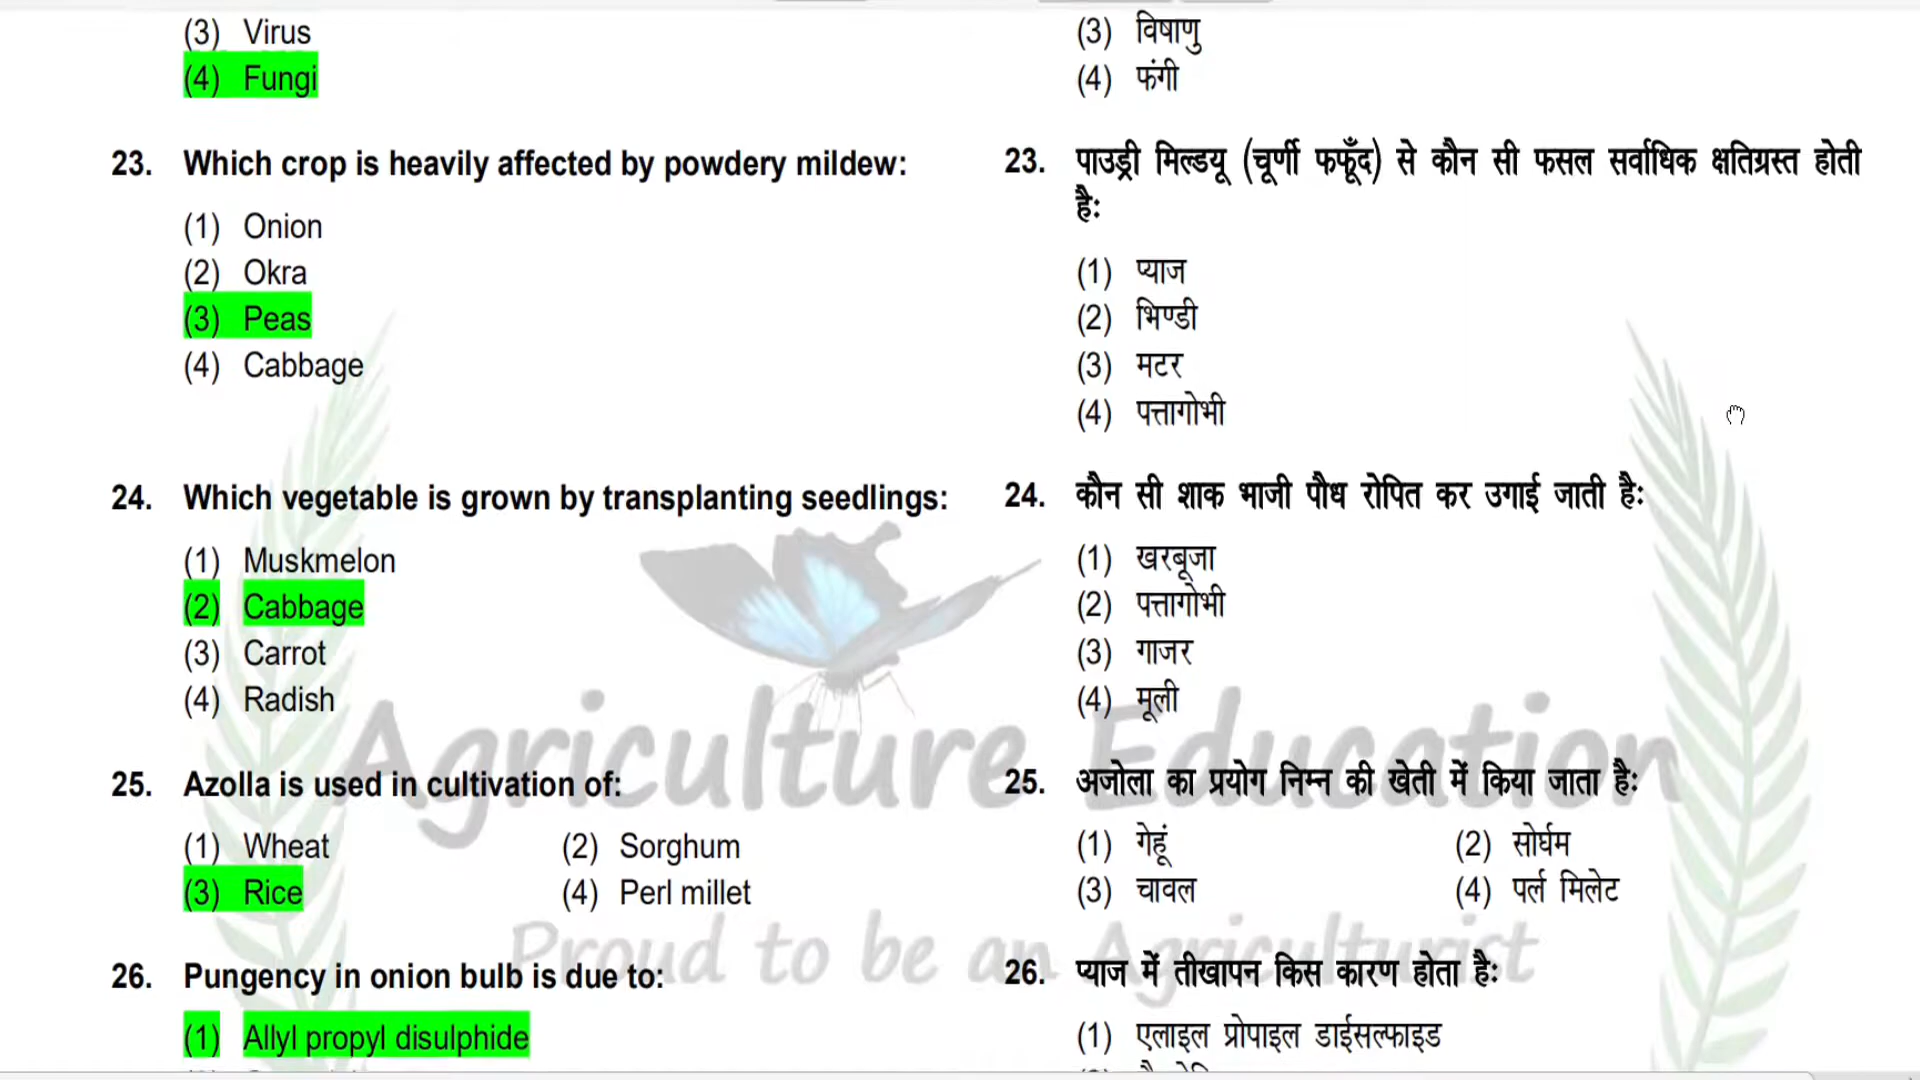 (3) Virus
(4) Fungi
23. Which crop is heavily affected by powdery mildew:
(1) Onion
(2) Okra
(3) Peas
(4) Cabbage
24. Which vegetable is grown by transplanting seedlings:
(1) Muskmelon
(2) Cabbage
(3) Carrot
(4) Radish
25. Azolla is used in cultivation of:
(1) Wheat (2) Sorghum
(3) Rice (4) Perl millet
26. Pungency in onion bulb is due to:
(1) Allyl propyl disulphide
(3) विषाणु
(4) फंगी
23. पाउड्री मिल्डयू (चूर्णी फफूँद) से कौन सी फसल सर्वाधिक क्षतिग्रस्त होती
है:
(1) प्याज
(2) भिण्डी
(3) मटर
(4) पत्तागोभी
24. कौन सी शाक भाजी पौध रोपित कर उगाई जाती है:
(1) खरबूजा
(2) पत्तागोभी
(3) गाजर
(4) मूली
25. अजोला का प्रयोग निम्न की खेती में किया जाता है:
(1) गेहूं (2) सोर्घम
(3) चावल (4) पर्ल मिलेट
26. प्याज में तीखापन किस कारण होता है:
(1) एलाइल प्रोपाइल डाईसल्फाइड
Agriculture Education
Proud to be an Agriculturist